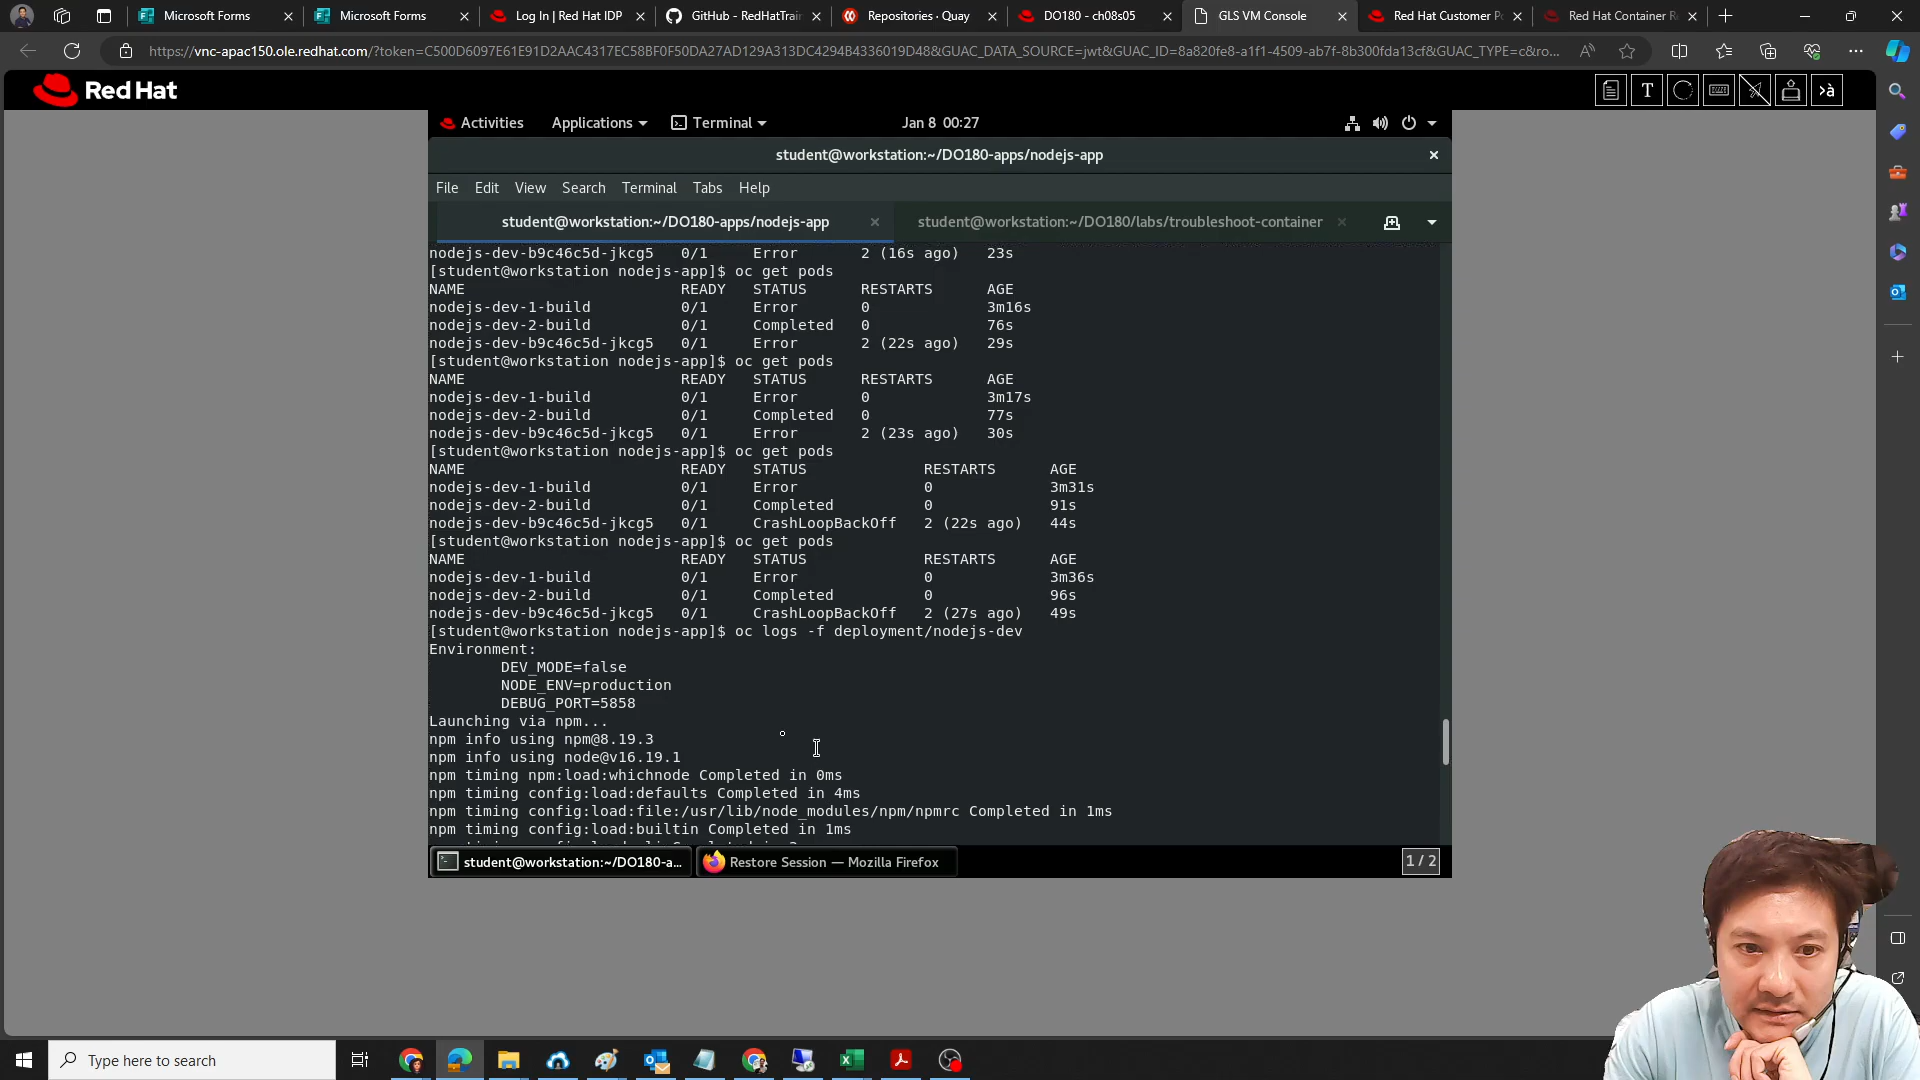 Microsoft Forms
Microsoft Forms
Log In | Red Hat IDP
GitHub - RedHatTrai
Repositories · Quay
DO180 - ch08s05
GLS VM Console
Red Hat Customer P
Red Hat Container R
https://vnc-apac150.ole.redhat.com/?token=C500D6097E61E91D2AAC4317EC58BF0F50DA27AD129A313DC4294B4336019D48&GUAC_DATA_SOURCE=jwt&GUAC_ID=8a820fe8-a1f1-4509-ab7f-8b300fda13cf&GUAC_TYPE=c&ro...
Red Hat
Activities Applications Terminal Jan 8 00:27
student@workstation:~/DO180-apps/nodejs-app
File Edit View Search Terminal Tabs Help
student@workstation:~/DO180-apps/nodejs-app
student@workstation:~/DO180/labs/troubleshoot-container
nodejs-dev-b9c46c5d-jkcg5 0/1 Error 2 (16s ago) 23s
[student@workstation nodejs-app]$ oc get pods
NAME READY STATUS RESTARTS AGE
nodejs-dev-1-build 0/1 Error 0 3m16s
nodejs-dev-2-build 0/1 Completed 0 76s
nodejs-dev-b9c46c5d-jkcg5 0/1 Error 2 (22s ago) 29s
[student@workstation nodejs-app]$ oc get pods
NAME READY STATUS RESTARTS AGE
nodejs-dev-1-build 0/1 Error 0 3m17s
nodejs-dev-2-build 0/1 Completed 0 77s
nodejs-dev-b9c46c5d-jkcg5 0/1 Error 2 (23s ago) 30s
[student@workstation nodejs-app]$ oc get pods
NAME READY STATUS RESTARTS AGE
nodejs-dev-1-build 0/1 Error 0 3m31s
nodejs-dev-2-build 0/1 Completed 0 91s
nodejs-dev-b9c46c5d-jkcg5 0/1 CrashLoopBackOff 2 (22s ago) 44s
[student@workstation nodejs-app]$ oc get pods
NAME READY STATUS RESTARTS AGE
nodejs-dev-1-build 0/1 Error 0 3m36s
nodejs-dev-2-build 0/1 Completed 0 96s
nodejs-dev-b9c46c5d-jkcg5 0/1 CrashLoopBackOff 2 (27s ago) 49s
[student@workstation nodejs-app]$ oc logs -f deployment/nodejs-dev
Environment:
DEV_MODE=false
NODE_ENV=production
DEBUG_PORT=5858
Launching via npm...
npm info using npm@8.19.3
npm info using node@v16.19.1
npm timing npm:load:whichnode Completed in 0ms
npm timing config:load:defaults Completed in 4ms
npm timing config:load:file:/usr/lib/node_modules/npm/npmrc Completed in 1ms
npm timing config:load:builtin Completed in 1ms
student@workstation:~/DO180-a...
Restore Session — Mozilla Firefox
1 / 2
Type here to search